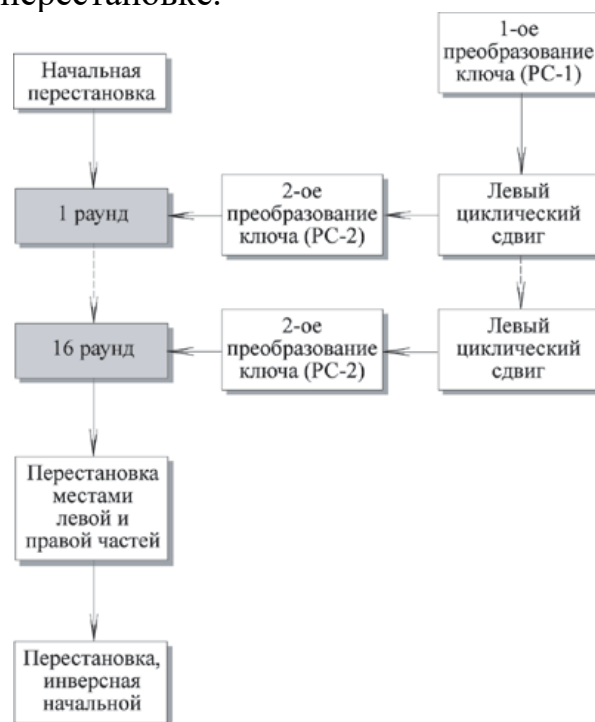 перестановке.
1-ое
преобразование
ключа (PC-1)
Начальная
перестановка
1 раунд
2-ое
преобразование
ключа (PC-2)
Левый
циклический
сдвиг
16 раунд
2-ое
преобразование
ключа (PC-2)
Левый
циклический
сдвиг
Перестановка
местами
левой и
правой частей
Перестановка,
инверсная
начальной